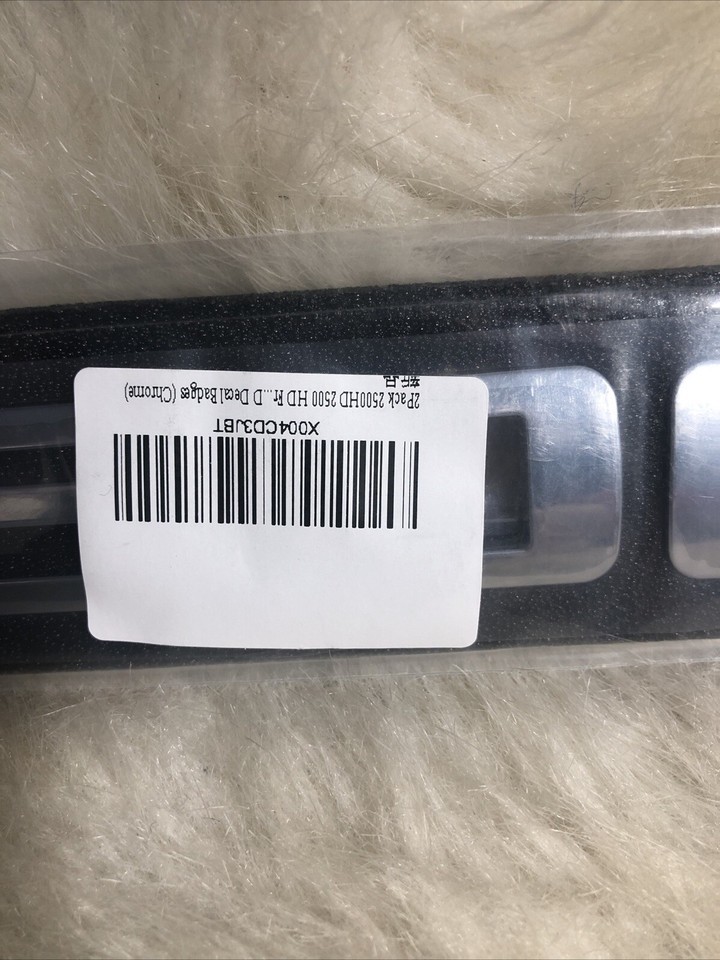 X004CD3JBT
2Pack 2500HD 2500 HD Fr...D Decal Badges (Chrome)
新品